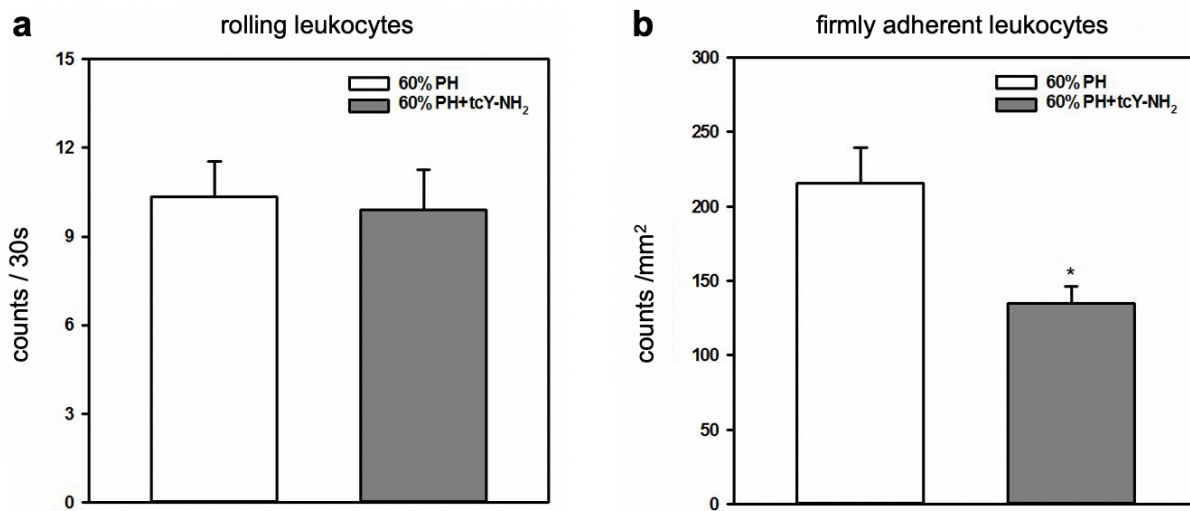 a
rolling leukocytes
counts / 30s
15
12
9
6
3
0
60% PH
60% PH+tcY-NH₂
b
firmly adherent leukocytes
counts /mm²
300
250
200
150
100
50
0
60% PH
60% PH+tcY-NH₂
*